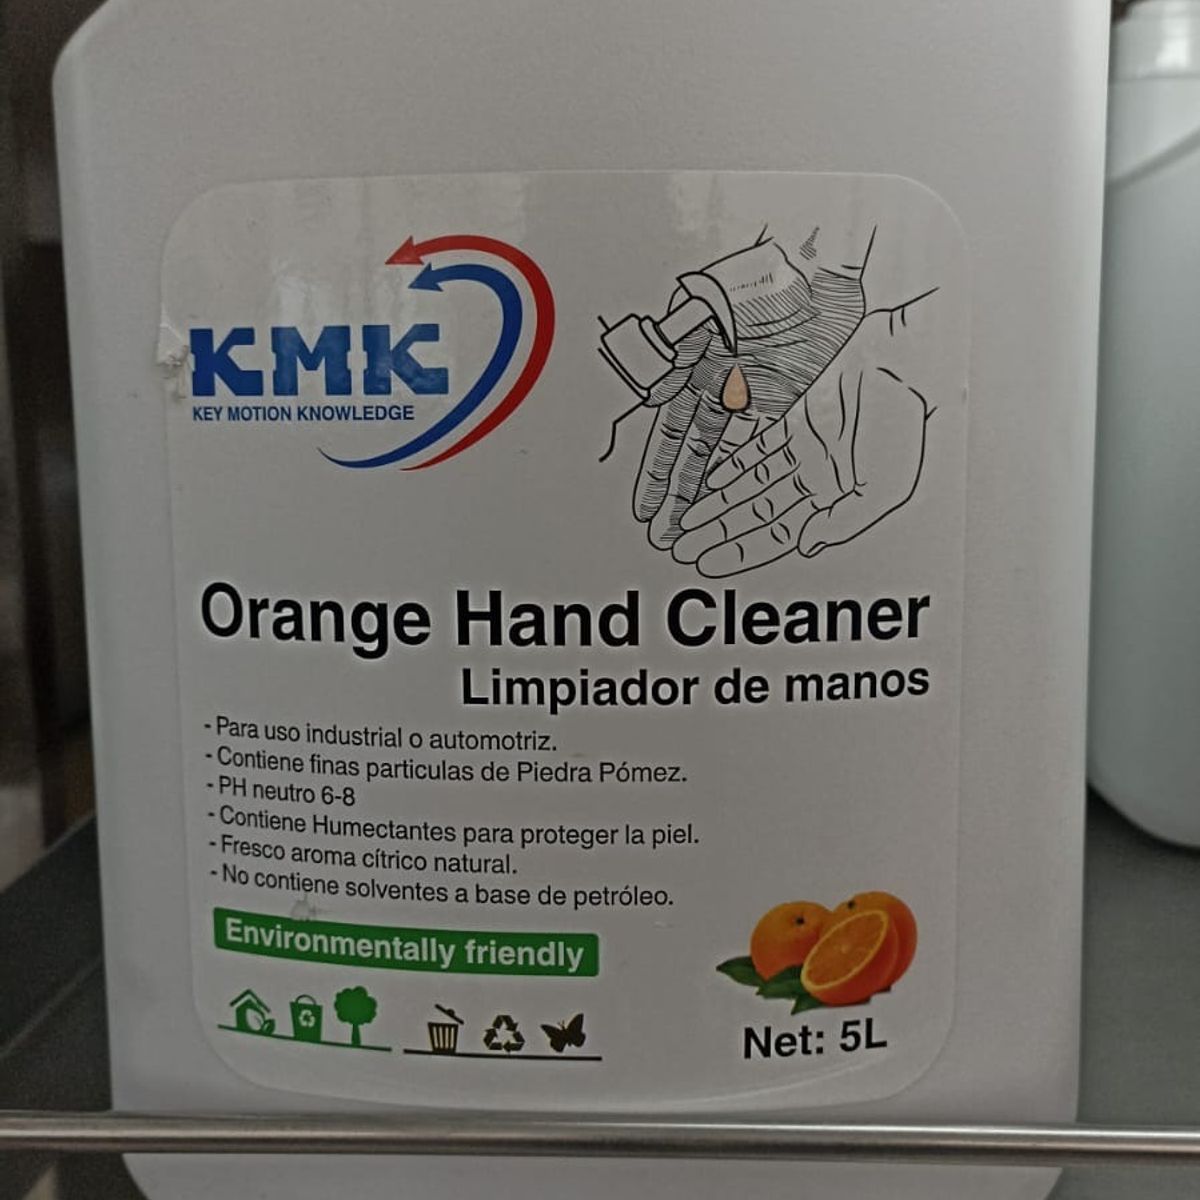 KMK
KEY MOTION KNOWLEDGE
Orange Hand Cleaner
Limpiador de manos
- Para uso industrial o automotriz.
- Contiene finas particulas de Piedra Pómez.
- PH neutro 6-8
- Contiene Humectantes para proteger la piel.
- Fresco aroma cítrico natural.
- No contiene solventes a base de petróleo.
Environmentally friendly
Net: 5L